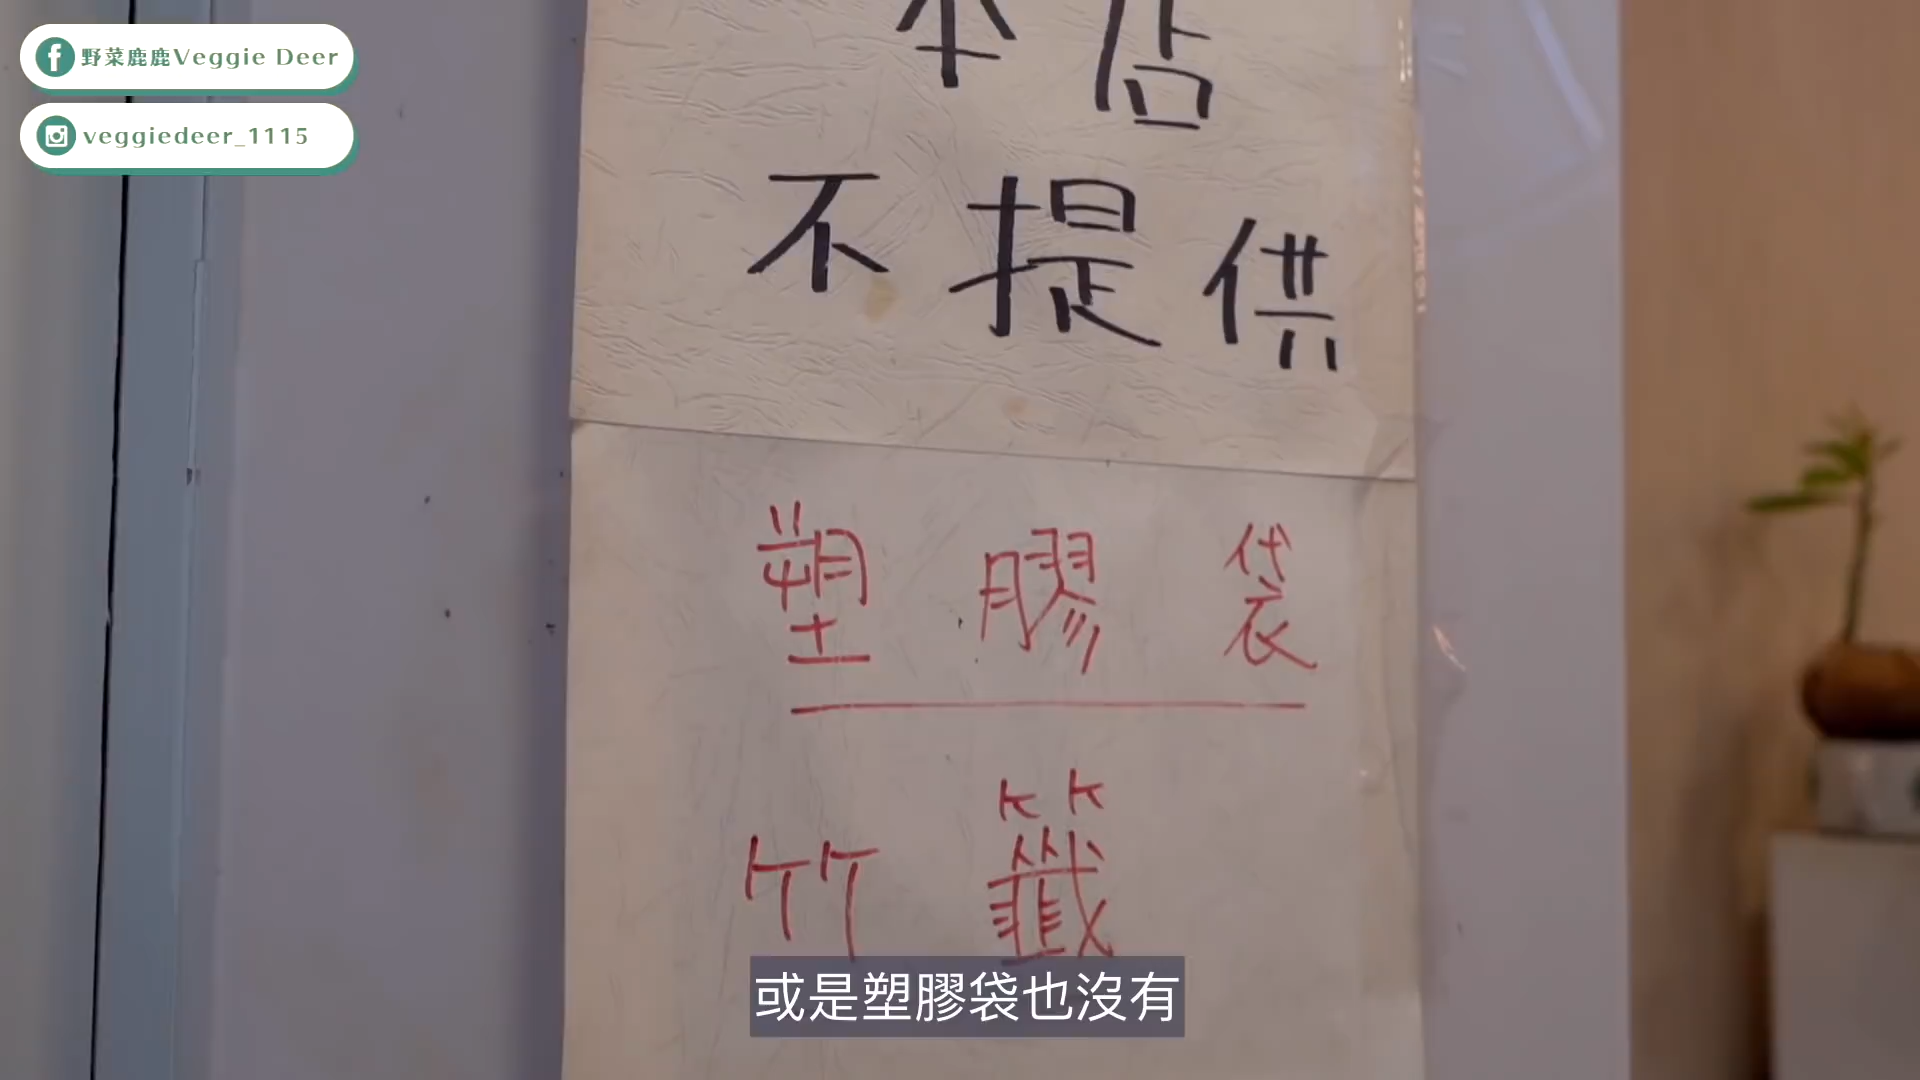 野菜鹿鹿Veggie Deer
veggiedeer_1115
本店
不提供
塑膠袋
竹籤
或是塑膠袋也沒有